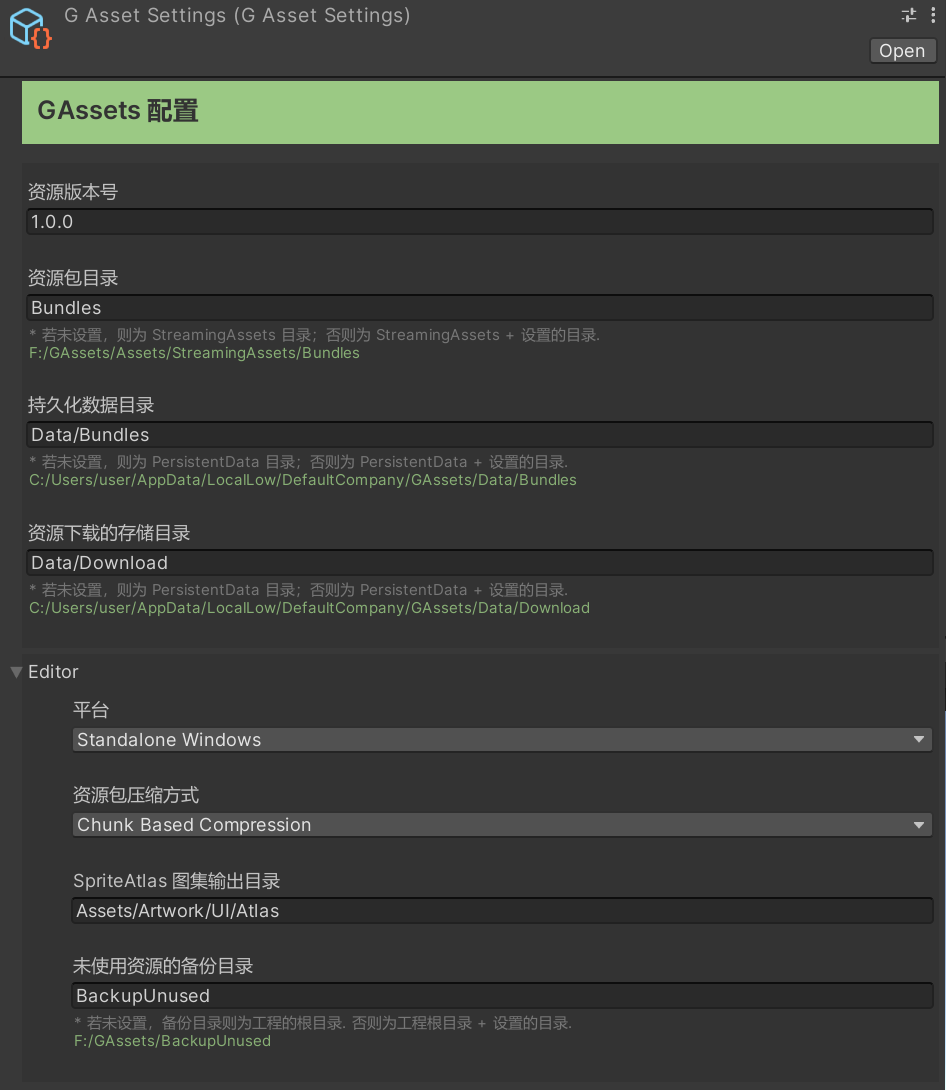 G Asset Settings (G Asset Settings)
Open
GAssets 配置
资源版本号
1.0.0
资源包目录
Bundles
* 若未设置，则为 StreamingAssets 目录；否则为 StreamingAssets + 设置的目录.
F:/GAssets/Assets/StreamingAssets/Bundles
持久化数据目录
Data/Bundles
* 若未设置，则为 PersistentData 目录；否则为 PersistentData + 设置的目录.
C:/Users/user/AppData/LocalLow/DefaultCompany/GAssets/Data/Bundles
资源下载的存储目录
Data/Download
* 若未设置，则为 PersistentData 目录；否则为 PersistentData + 设置的目录.
C:/Users/user/AppData/LocalLow/DefaultCompany/GAssets/Data/Download
Editor
平台
Standalone Windows
资源包压缩方式
Chunk Based Compression
SpriteAtlas 图集输出目录
Assets/Artwork/UI/Atlas
未使用资源的备份目录
BackupUnused
* 若未设置，备份目录则为工程的根目录. 否则为工程根目录 + 设置的目录.
F:/GAssets/BackupUnused